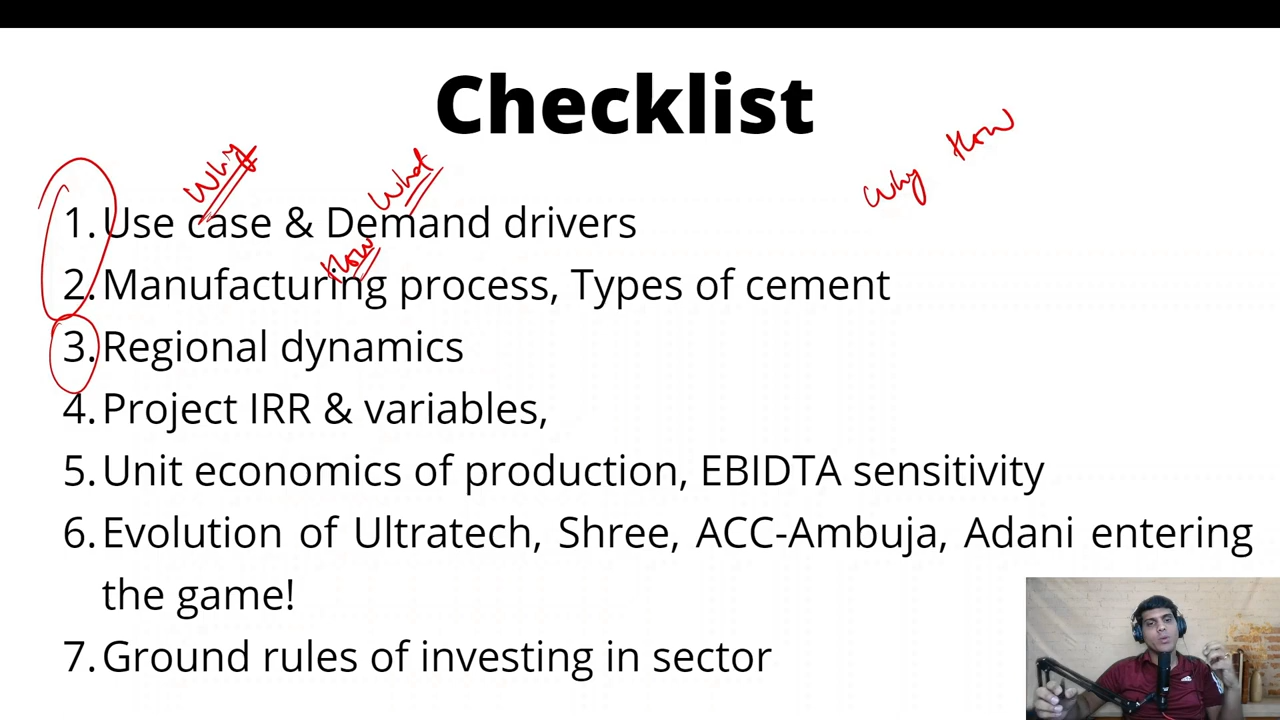 Checklist
Why How
Why What
1. Use case & Demand drivers
How
2. Manufacturing process, Types of cement
3. Regional dynamics
4. Project IRR & variables,
5. Unit economics of production, EBIDTA sensitivity
6. Evolution of Ultratech, Shree, ACC-Ambuja, Adani entering
the game!
7. Ground rules of investing in sector